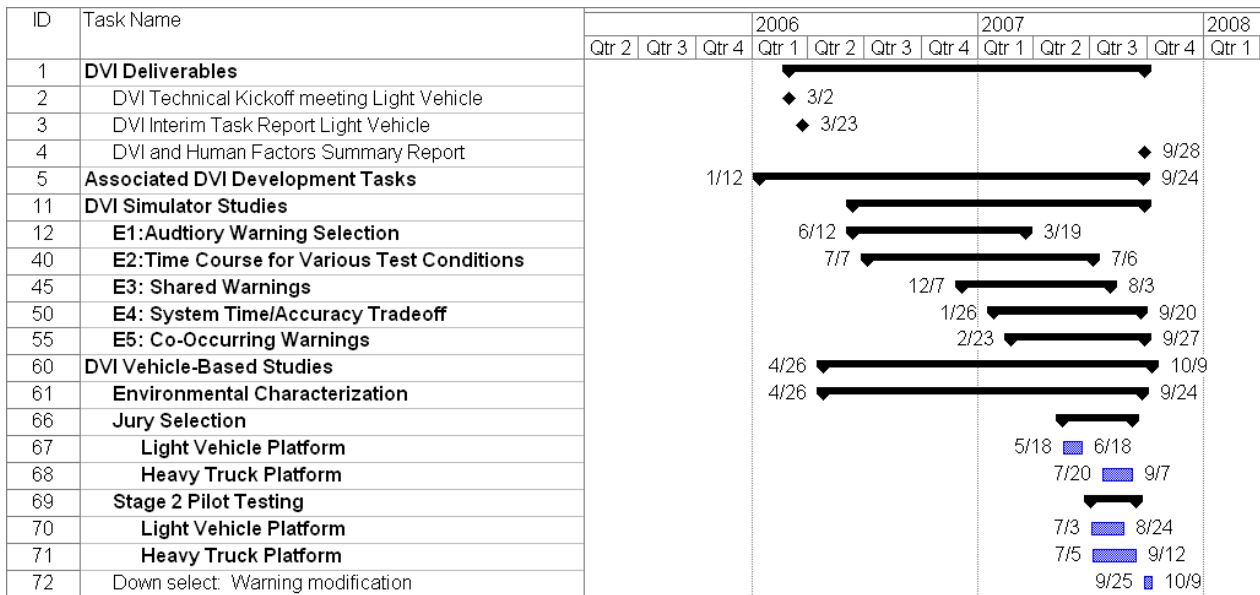 ID Task Name 2006 2007 2008
Qtr 2 Qtr 3 Qtr 4 Qtr 1 Qtr 2 Qtr 3 Qtr 4 Qtr 1 Qtr 2 Qtr 3 Qtr 4 Qtr 1
1 DVI Deliverables
2 DVI Technical Kickoff meeting Light Vehicle 3/2
3 DVI Interim Task Report Light Vehicle 3/23
4 DVI and Human Factors Summary Report 9/28
5 Associated DVI Development Tasks 1/12 9/24
11 DVI Simulator Studies
12 E1:Audtiory Warning Selection 6/12 3/19
40 E2:Time Course for Various Test Conditions 7/7 7/6
45 E3: Shared Warnings 12/7 8/3
50 E4: System Time/Accuracy Tradeoff 1/26 9/20
55 E5: Co-Occurring Warnings 2/23 9/27
60 DVI Vehicle-Based Studies 4/26 10/9
61 Environmental Characterization 4/26 9/24
66 Jury Selection
67 Light Vehicle Platform 5/18 6/18
68 Heavy Truck Platform 7/20 9/7
69 Stage 2 Pilot Testing
70 Light Vehicle Platform 7/3 8/24
71 Heavy Truck Platform 7/5 9/12
72 Down select: Warning modification 9/25 10/9